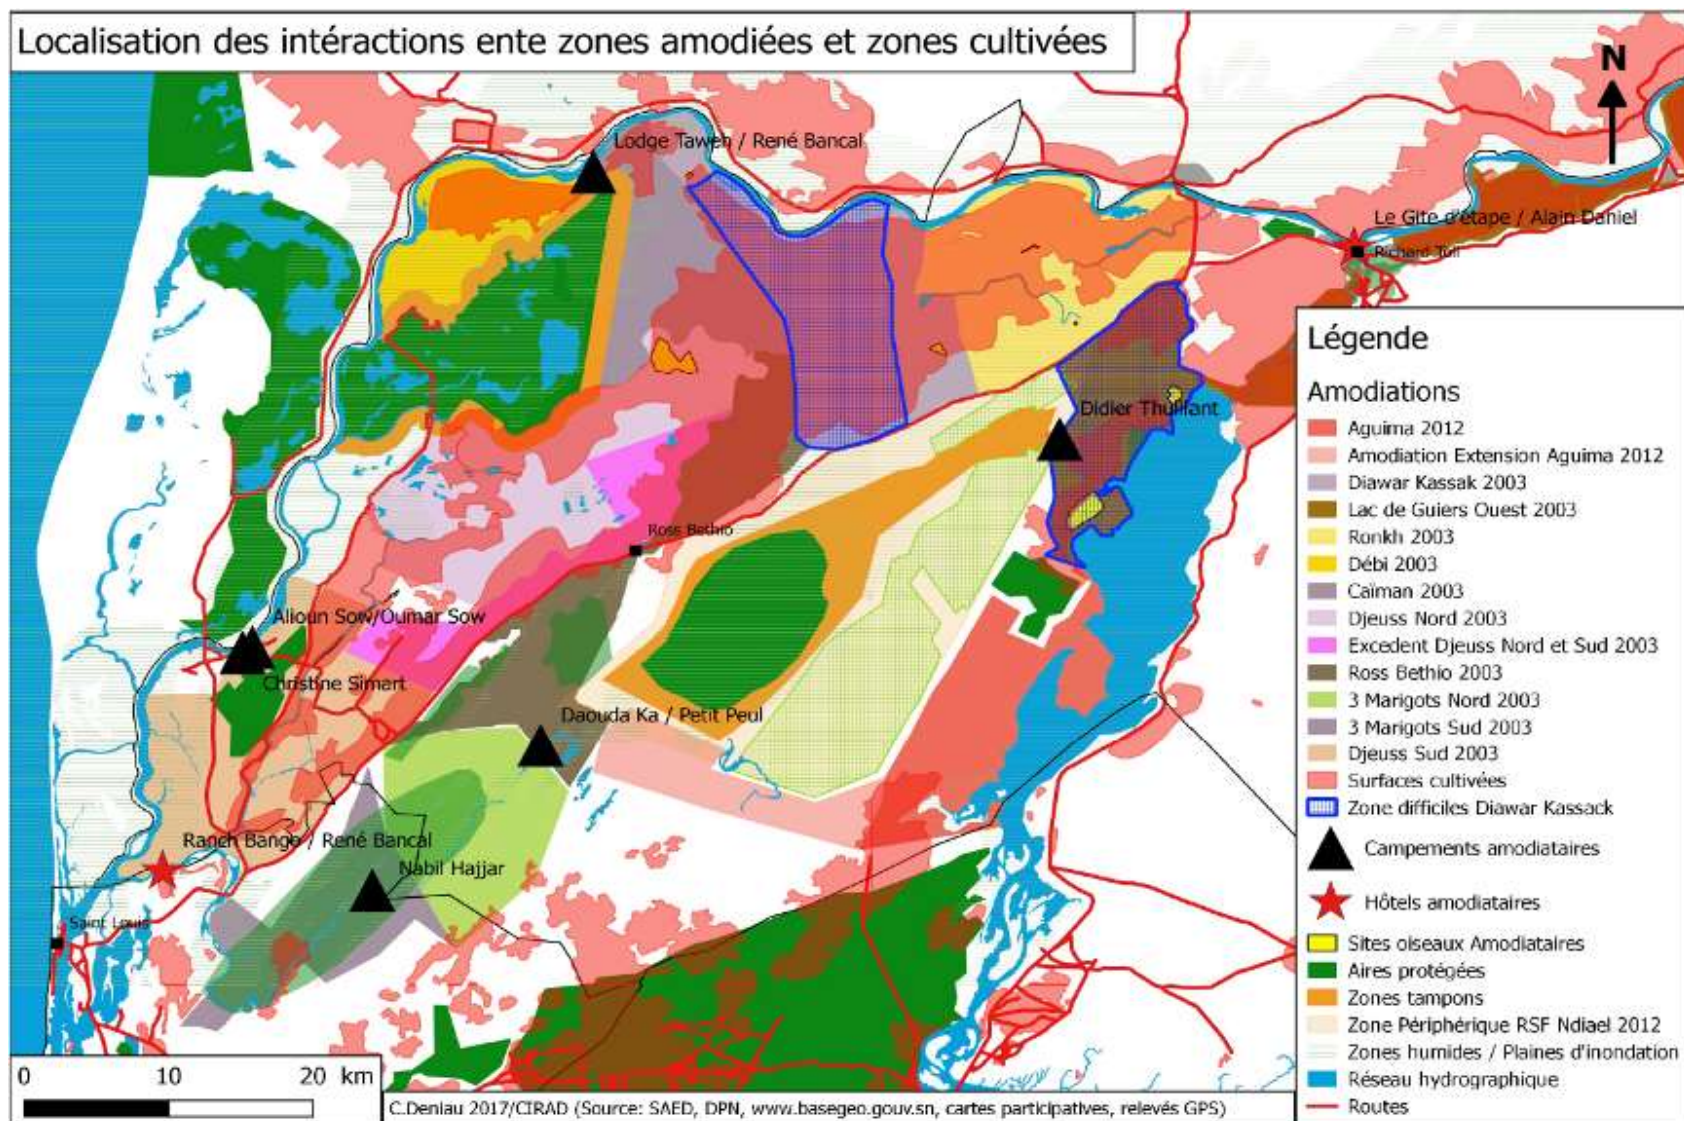 Localisation des intéractions ente zones amodiées et zones cultivées
N
Lodge Taweh / René Bancal
Le Gite d'étape / Alain Daniel
Richard Toll
Didier Thuillant
Ross Bethio
Alioun Sow/Oumar Sow
Christine Simart
Daouda Ka / Petit Peul
Ranch Bango / René Bancal
Nabil Hajjar
Saint Louis
Légende
Amodiations
Aguima 2012
Amodiation Extension Aguima 2012
Diawar Kassak 2003
Lac de Guiers Ouest 2003
Ronkh 2003
Débi 2003
Caïman 2003
Djeuss Nord 2003
Excedent Djeuss Nord et Sud 2003
Ross Bethio 2003
3 Marigots Nord 2003
3 Marigots Sud 2003
Djeuss Sud 2003
Surfaces cultivées
Zone difficiles Diawar Kassack
Campements amodiataires
Hôtels amodiataires
Sites oiseaux Amodiataires
Aires protégées
Zones tampons
Zone Périphérique RSF Ndiael 2012
Zones humides / Plaines d'inondation
Réseau hydrographique
Routes
0 10 20 km
C.Deniau 2017/CIRAD (Source: SAED, DPN, www.basegeo.gouv.sn, cartes participatives, relevés GPS)